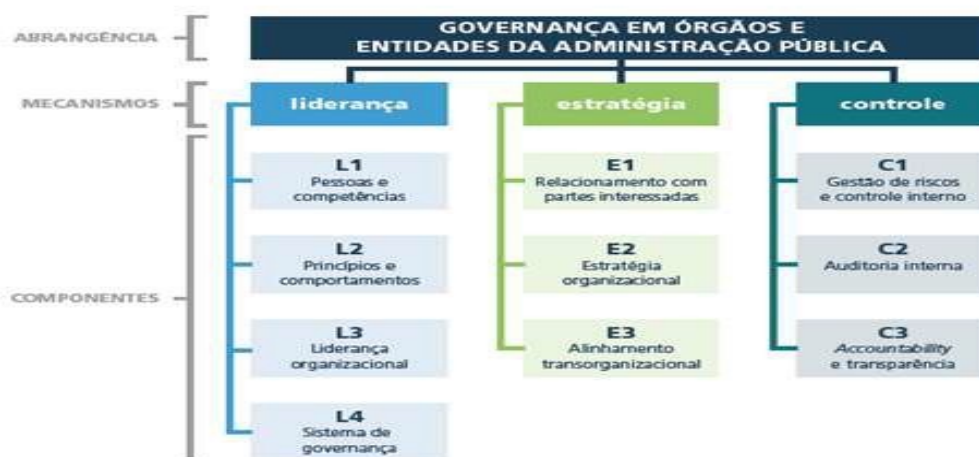 ABRANGÊNCIA
GOVERNANÇA EM ÓRGÃOS E
ENTIDADES DA ADMINISTRAÇÃO PÚBLICA
MECANISMOS
liderança
estratégia
controle
COMPONENTES
L1
Pessoas e
competências
L2
Princípios e
comportamentos
L3
Liderança
organizacional
L4
Sistema de
governança
E1
Relacionamento com
partes interessadas
E2
Estratégia
organizacional
E3
Alinhamento
transorganizacional
C1
Gestão de riscos
e controle interno
C2
Auditoria interna
C3
Accountability
e transparência